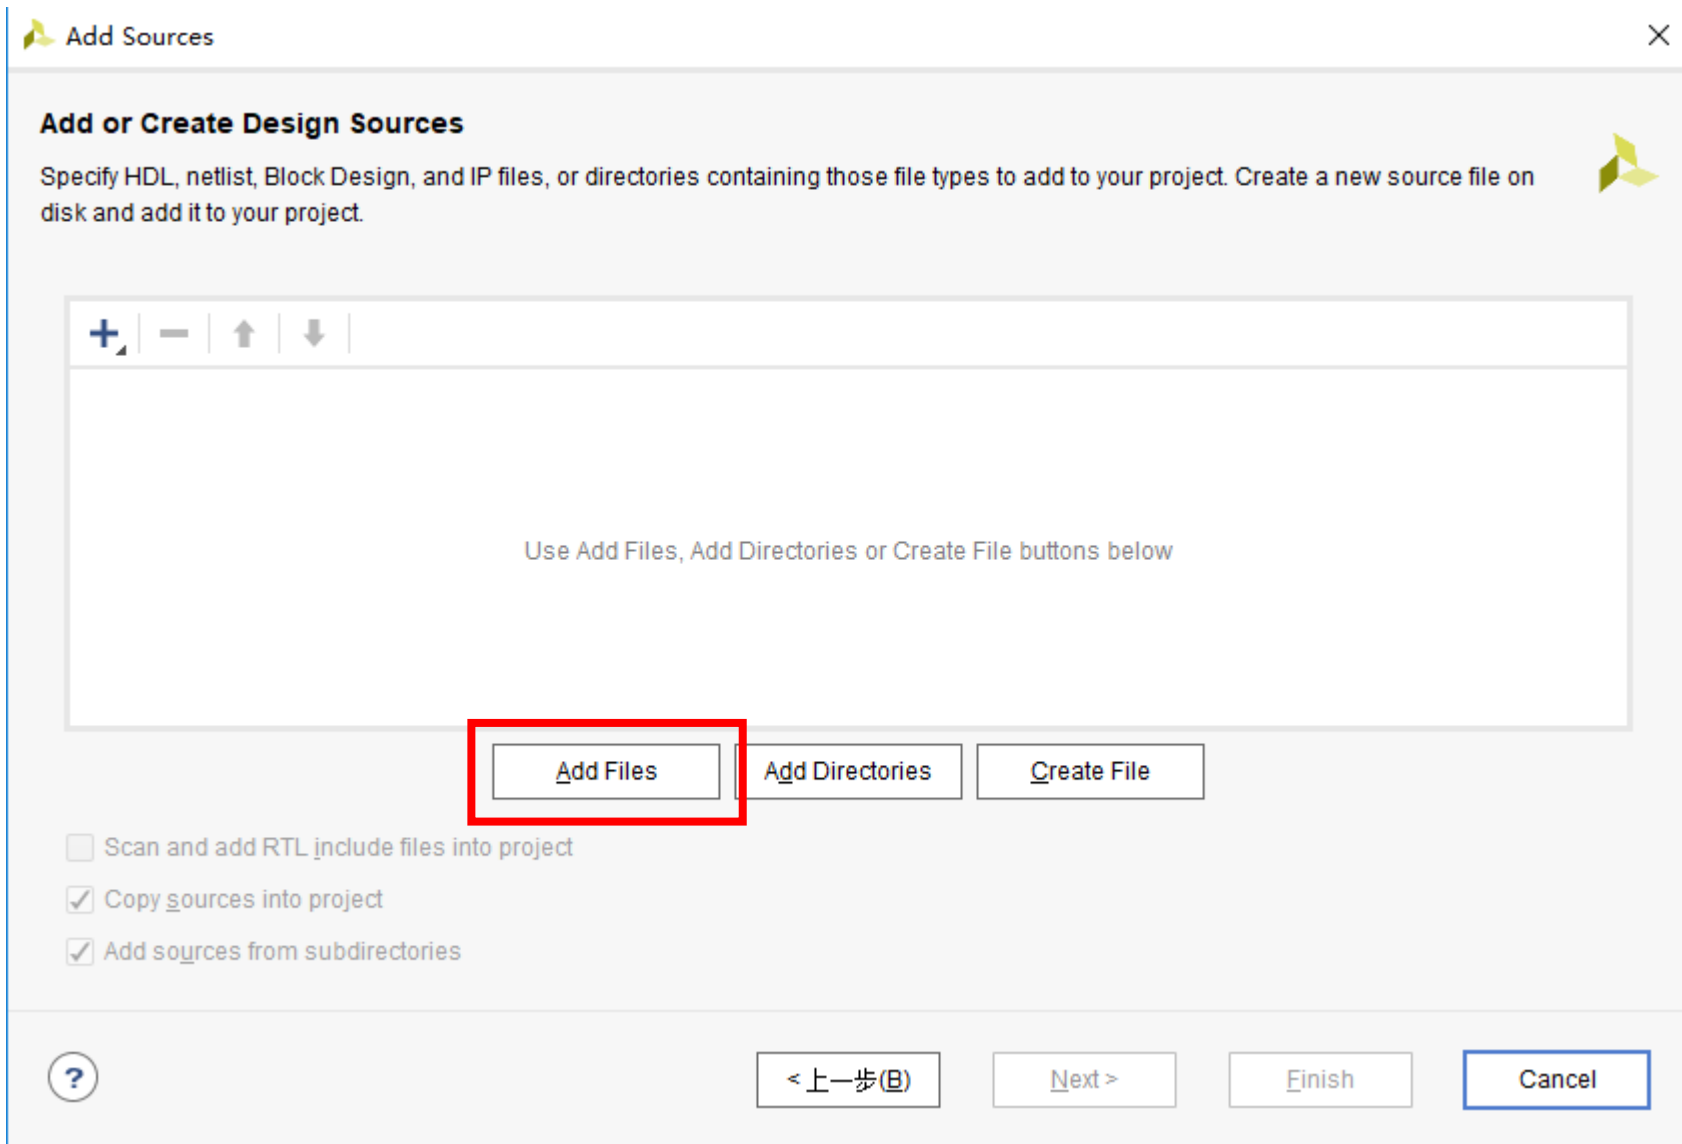 Add Sources
Add or Create Design Sources
Specify HDL, netlist, Block Design, and IP files, or directories containing those file types to add to your project. Create a new source file on
disk and add it to your project.
Use Add Files, Add Directories or Create File buttons below
Add Files
Add Directories
Create File
Scan and add RTL include files into project
Copy sources into project
Add sources from subdirectories
?
< 上一步(B)
Next >
Finish
Cancel